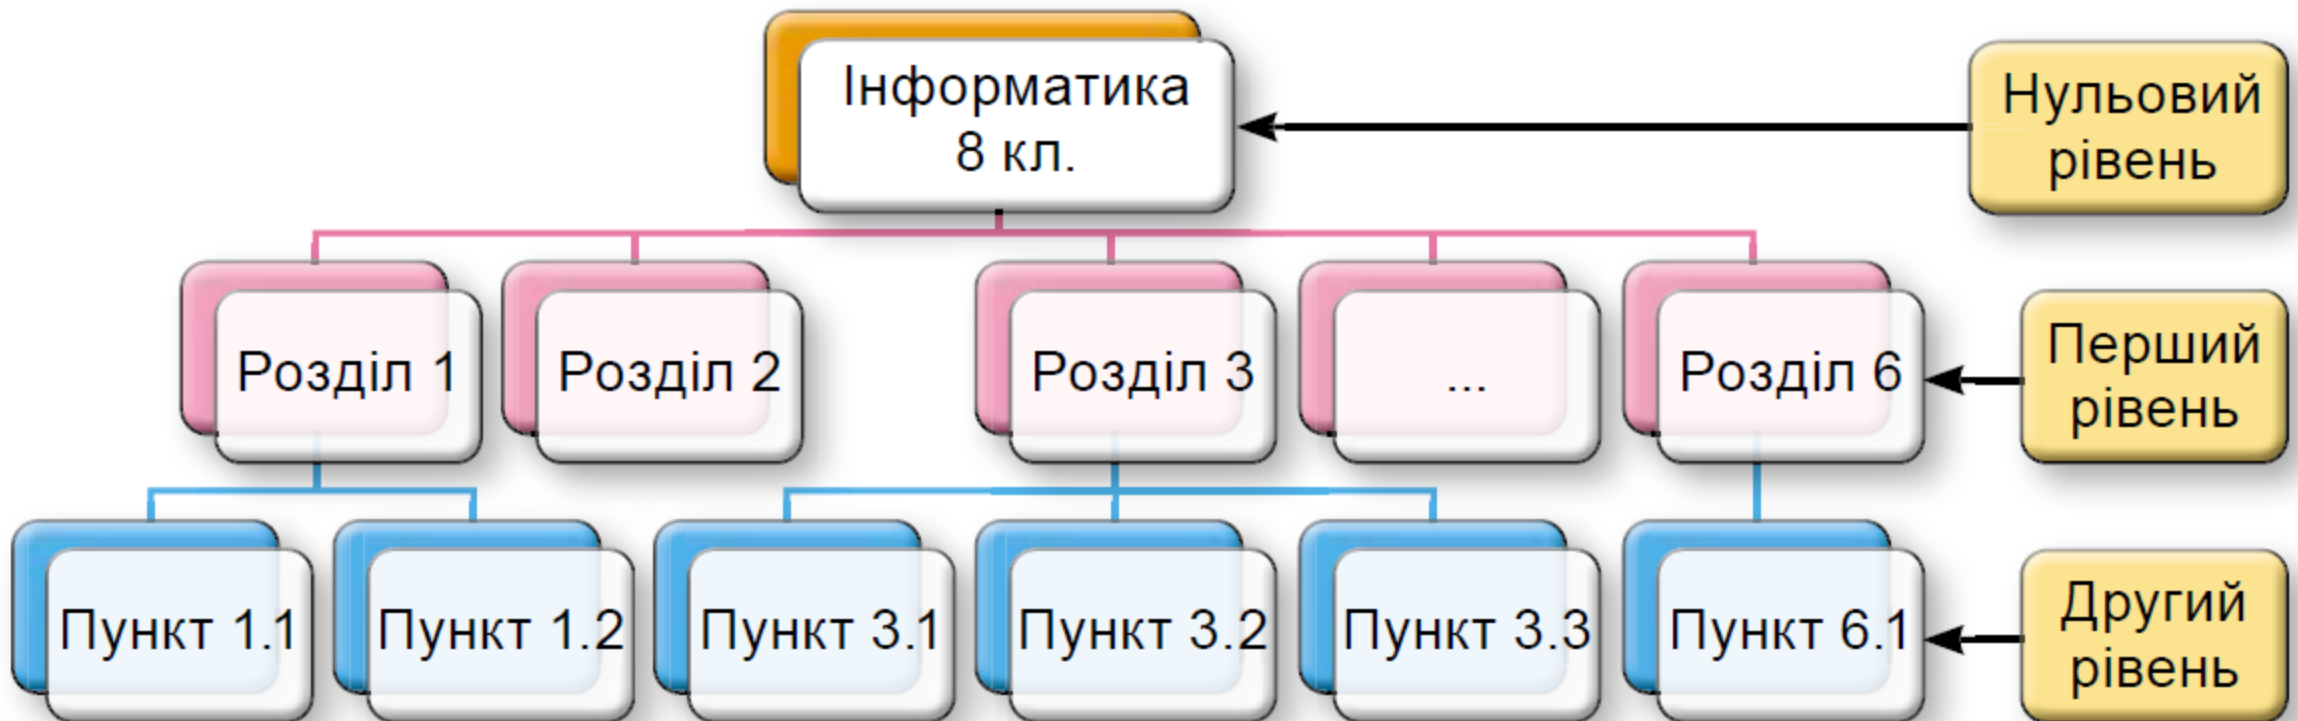 Інформатика
8 кл.
Нульовий
рівень
Розділ 1
Розділ 2
Розділ 3
...
Розділ 6
Перший
рівень
Пункт 1.1
Пункт 1.2
Пункт 3.1
Пункт 3.2
Пункт 3.3
Пункт 6.1
Другий
рівень